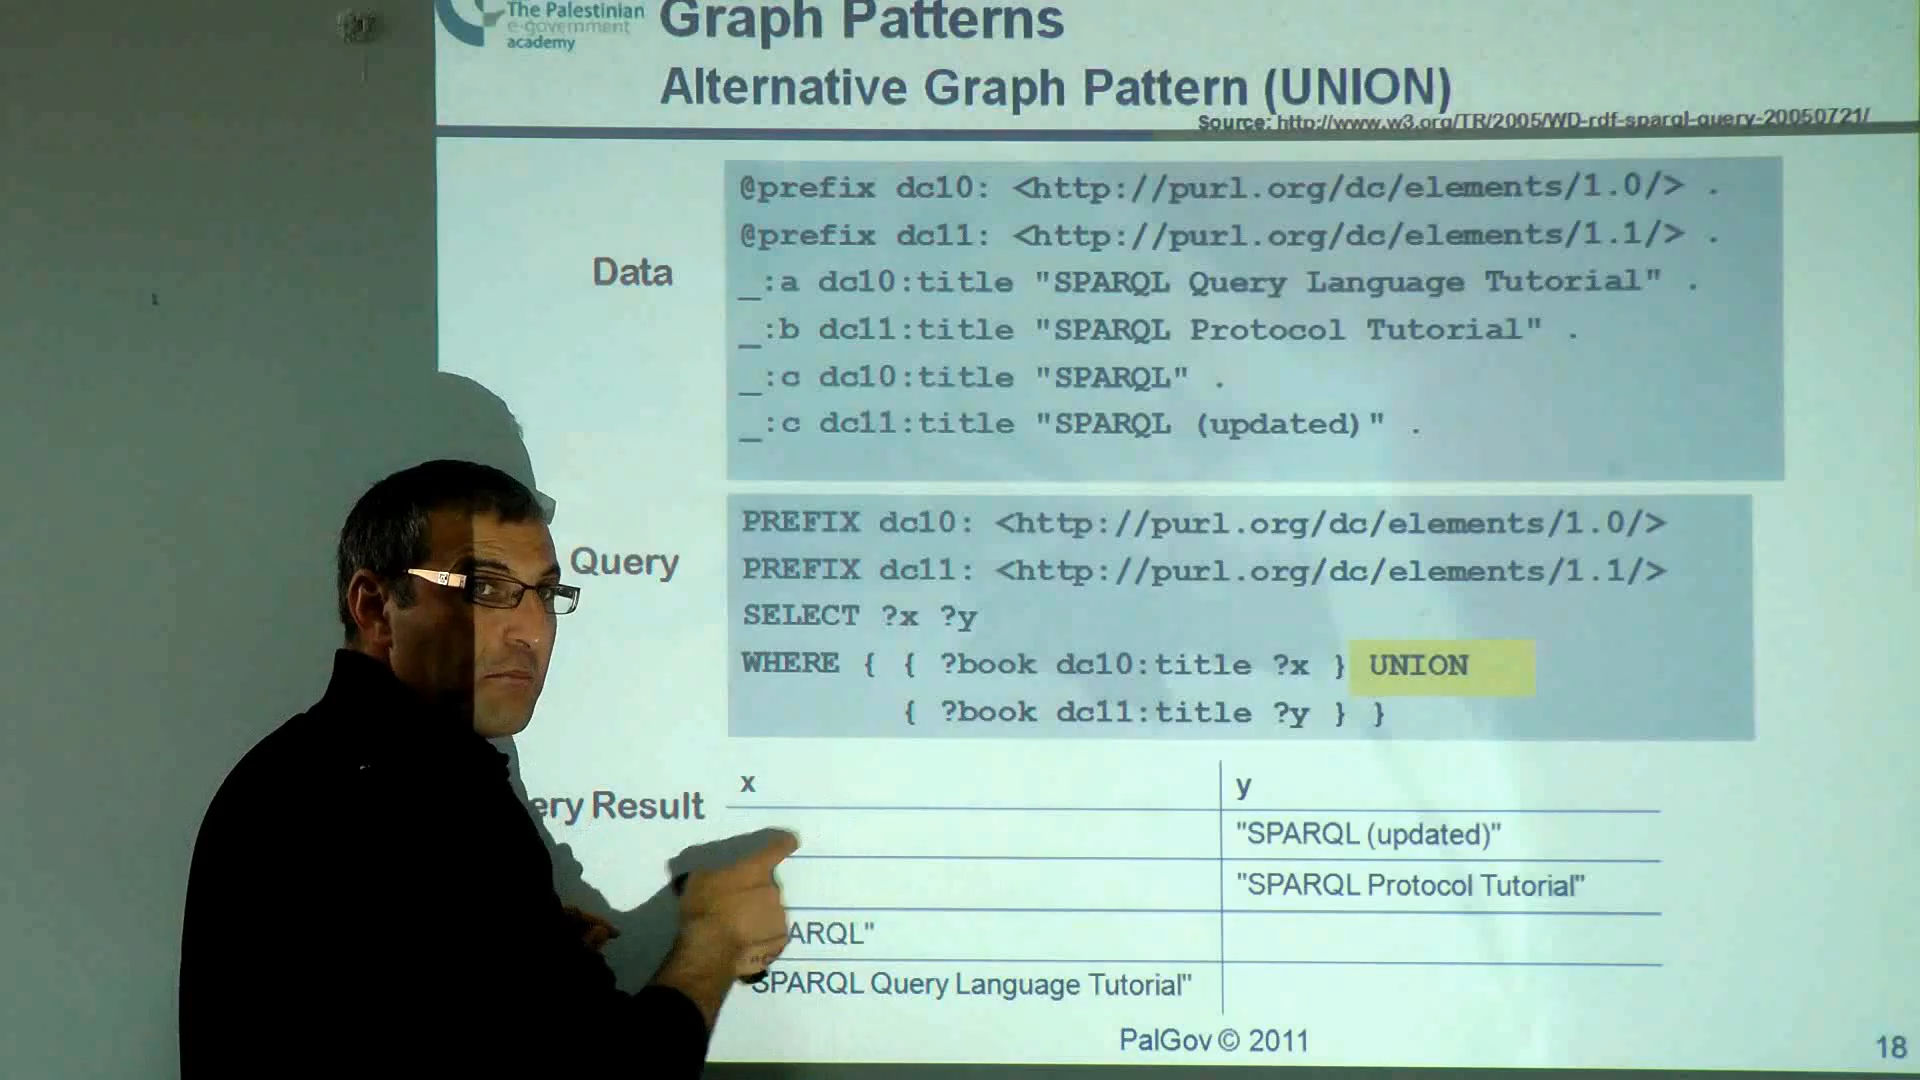 The Palestinian
e-government
academy
Graph Patterns
Alternative Graph Pattern (UNION)
Source: http://www.w3.org/TR/2005/WD-rdf-sparql-query-20050721/
Data
@prefix dc10: <http://purl.org/dc/elements/1.0/> .
@prefix dc11: <http://purl.org/dc/elements/1.1/> .
_:a dc10:title "SPARQL Query Language Tutorial" .
_:b dc11:title "SPARQL Protocol Tutorial" .
_:c dc10:title "SPARQL" .
_:c dc11:title "SPARQL (updated)" .
Query
PREFIX dc10: <http://purl.org/dc/elements/1.0/>
PREFIX dc11: <http://purl.org/dc/elements/1.1/>
SELECT ?x ?y
WHERE { { ?book dc10:title ?x } UNION
{ ?book dc11:title ?y } }
ery Result
x y
"SPARQL (updated)"
"SPARQL Protocol Tutorial"
ARQL"
"SPARQL Query Language Tutorial"
PalGov © 2011
18